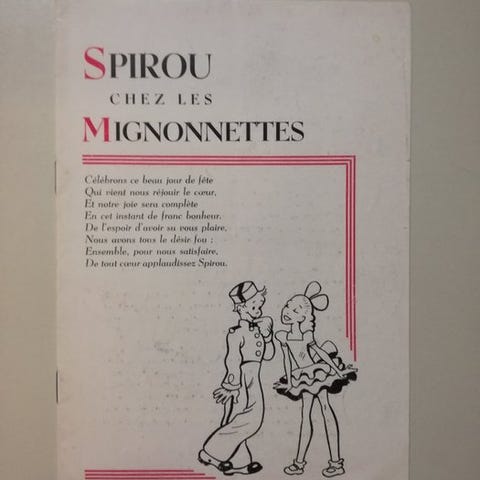 SPIROU
CHEZ LES
MIGNONNETTES
Célébrons ce beau jour de fête
Qui vient nous réjouir le cœur,
Et notre joie sera complète
En cet instant de franc bonheur.
De l'espoir d'avoir su vous plaire,
Nous avons tous le désir fou ;
Ensemble, pour nous satisfaire,
De tout cœur applaudissez Spirou.